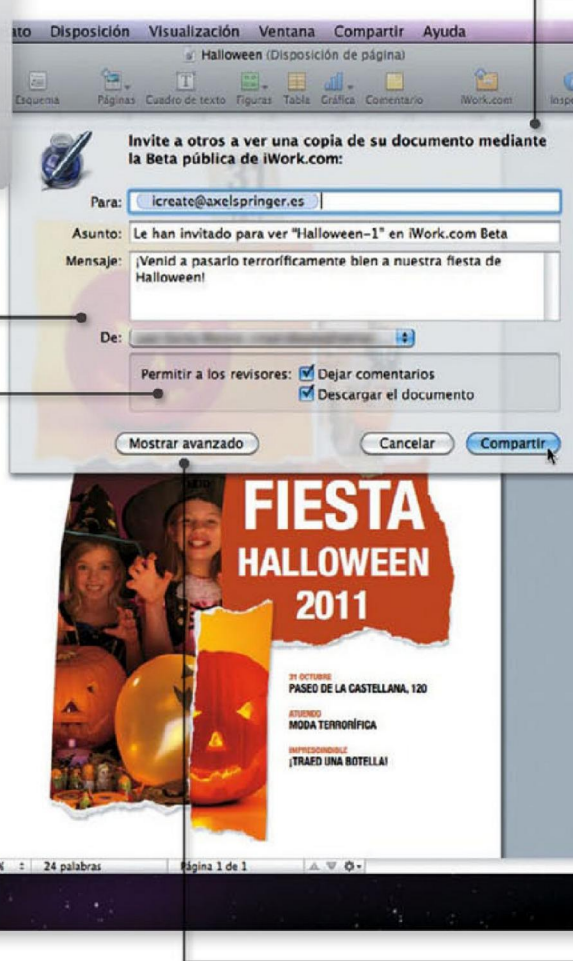 ato Disposición Visualización Ventana Compartir Ayuda
Halloween (Disposición de página)
Esquema Páginas Cuadro de texto Figuras Tabla Gráfica Comentario iWork.com Inspe
Invite a otros a ver una copia de su documento mediante
la Beta pública de iWork.com:
Para: icreate@axelspringer.es
Asunto: Le han invitado para ver "Halloween-1" en iWork.com Beta
Mensaje: ¡Venid a pasarlo terroríficamente bien a nuestra fiesta de
Halloween!
De:
Permitir a los revisores: Dejar comentarios
Descargar el documento
Mostrar avanzado Cancelar Compartir
FIESTA
HALLOWEEN
2011
31 OCTUBRE
PASEO DE LA CASTELLANA, 120
ATUENDO
MODA TERRORÍFICA
IMPRESCINDIBLE
¡TRAED UNA BOTELLA!
24 palabras Página 1 de 1